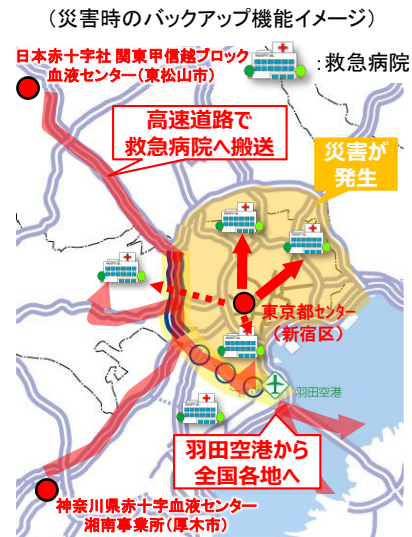 （災害時のバックアップ機能イメージ）
日本赤十字社 関東甲信越ブロック
血液センター（東松山市）
：救急病院
高速道路で
救急病院へ搬送
災害が
発生
東京都センター
（新宿区）
羽田空港
羽田空港から
全国各地へ
神奈川県赤十字血液センター
湘南事業所（厚木市）